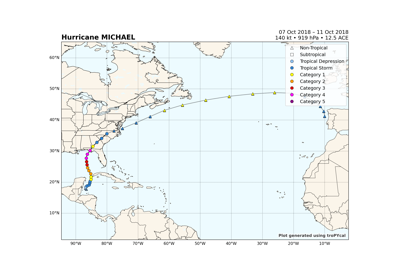 Hurricane MICHAEL
07 Oct 2018 – 11 Oct 2018
140 kt • 919 hPa • 12.5 ACE
Non-Tropical
Subtropical
Tropical Depression
Tropical Storm
Category 1
Category 2
Category 3
Category 4
Category 5
60°N
50°N
40°N
30°N
20°N
10°N
Plot generated using troPYcal
90°W
80°W
70°W
60°W
50°W
40°W
30°W
20°W
10°W